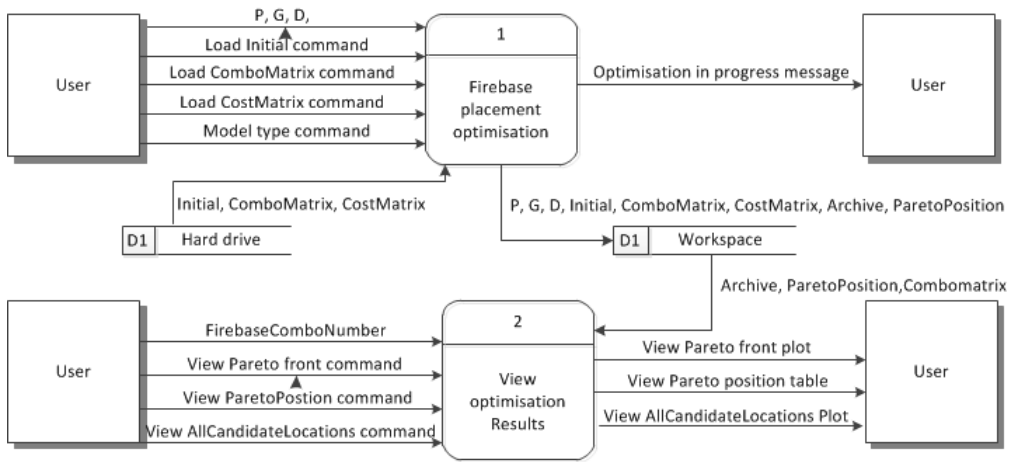 P, G, D,
Load Initial command
Load ComboMatrix command
Load CostMatrix command
Model type command
User
1
Firebase
placement
optimisation
Optimisation in progress message
User
Initial, ComboMatrix, CostMatrix
P, G, D, Initial, ComboMatrix, CostMatrix, Archive, ParetoPosition
D1 Hard drive
D1 Workspace
Archive, ParetoPosition,Combomatrix
User
FirebaseComboNumber
View Pareto front command
View ParetoPostion command
View AllCandidateLocations command
2
View
optimisation
Results
View Pareto front plot
View Pareto position table
View AllCandidateLocations Plot
User